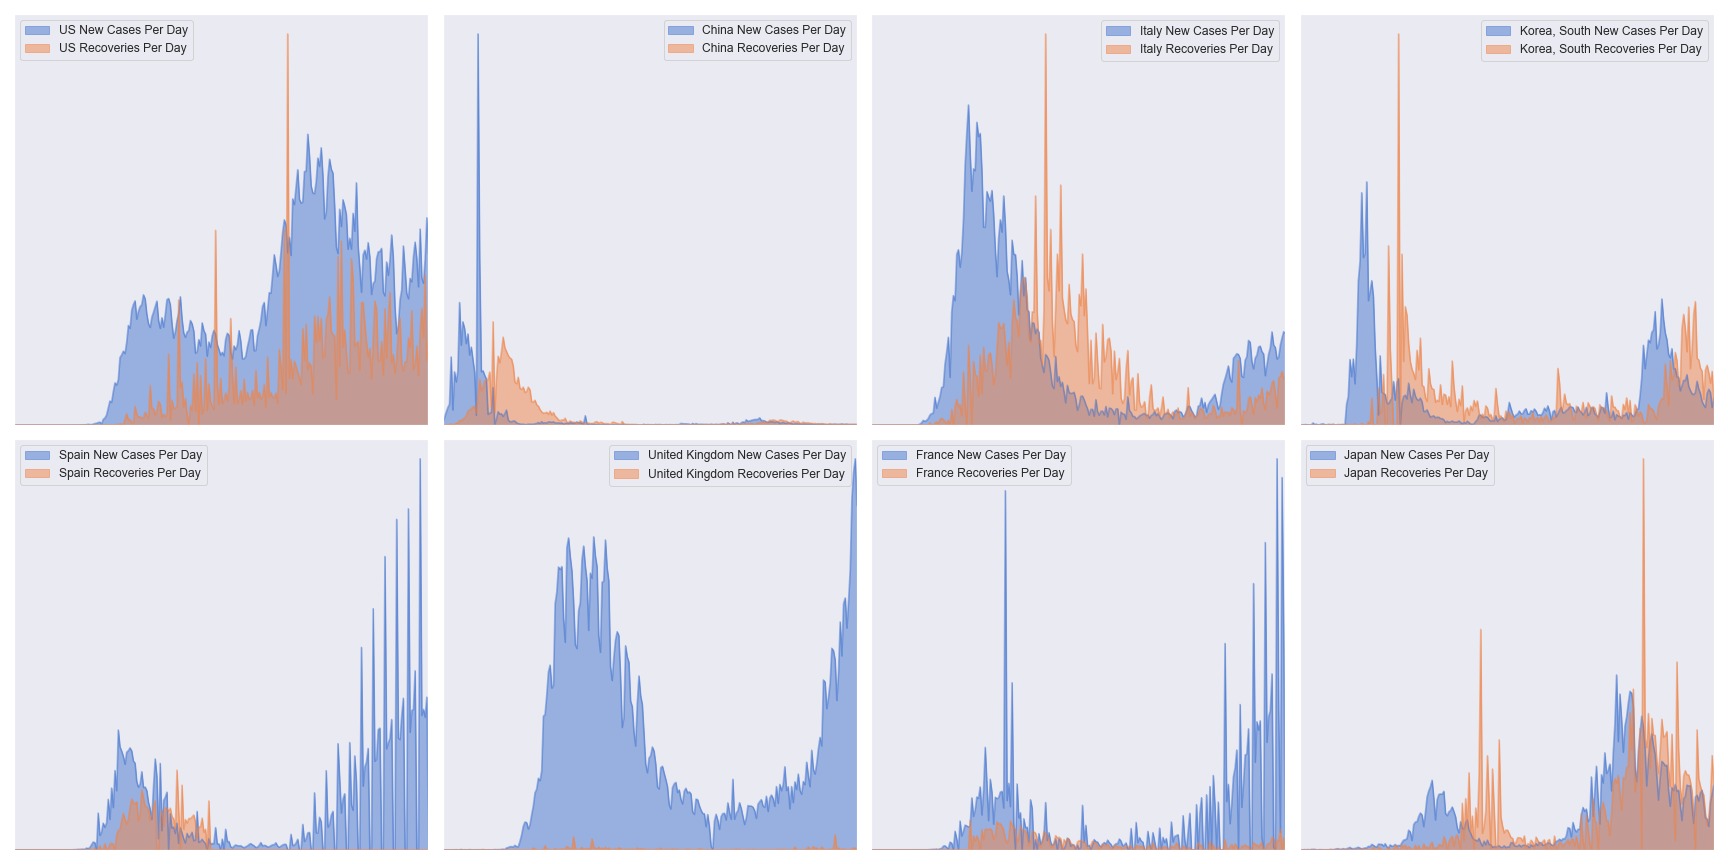 US New Cases Per Day
US Recoveries Per Day
China New Cases Per Day
China Recoveries Per Day
Italy New Cases Per Day
Italy Recoveries Per Day
Korea, South New Cases Per Day
Korea, South Recoveries Per Day
Spain New Cases Per Day
Spain Recoveries Per Day
United Kingdom New Cases Per Day
United Kingdom Recoveries Per Day
France New Cases Per Day
France Recoveries Per Day
Japan New Cases Per Day
Japan Recoveries Per Day